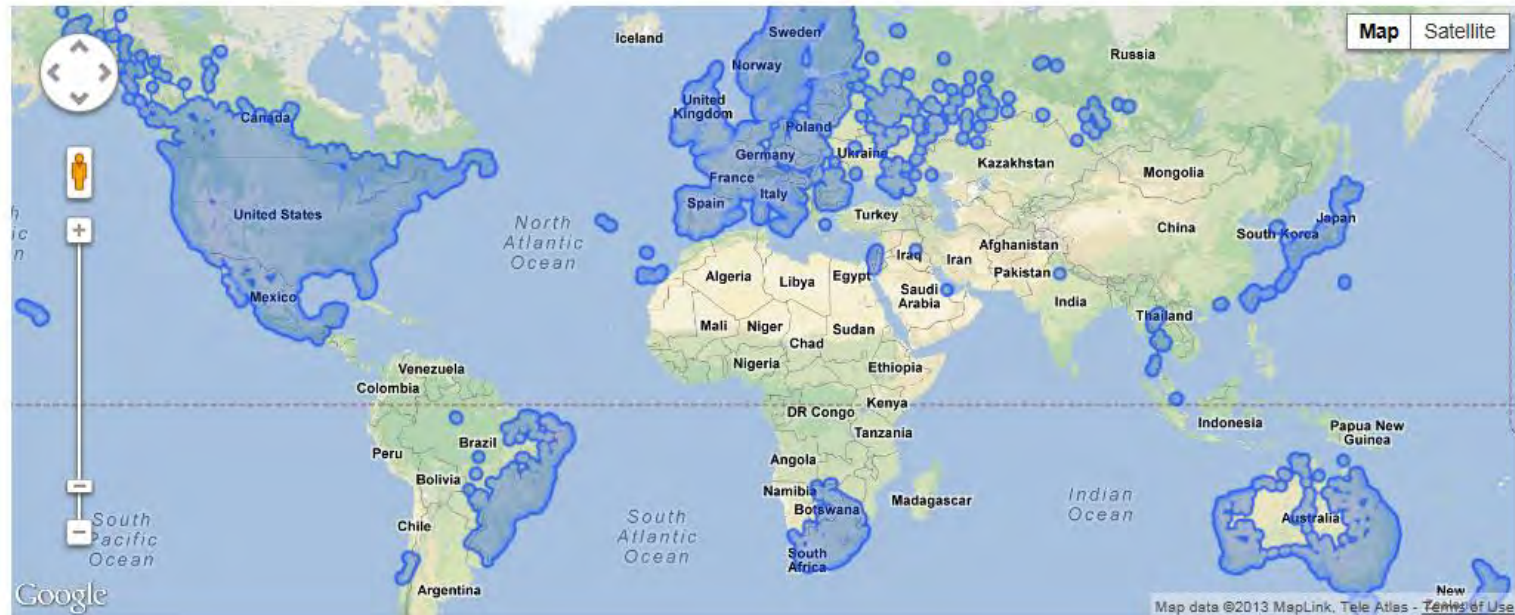 Iceland
Sweden
Norway
Russia
Map
Satellite
United
Kingdom
Canada
Poland
Germany
Ukraine
Kazakhstan
Mongolia
France
Italy
Spain
Turkey
United States
North
Atlantic
Ocean
Japan
China
South Korea
Afghanistan
Iraq
Iran
Pakistan
Algeria
Libya
Egypt
Saudi
Arabia
India
Mexico
Thailand
Mali
Niger
Sudan
Chad
Nigeria
Ethiopia
Venezuela
Colombia
Kenya
DR Congo
Tanzania
Indonesia
Papua New
Guinea
Brazil
Peru
Bolivia
Angola
Namibia
Botswana
Madagascar
Indian
Ocean
Australia
South
Pacific
Ocean
Chile
South
Atlantic
Ocean
South
Africa
Argentina
Google
New
Map data ©2013 MapLink, Tele Atlas - Terms of Use